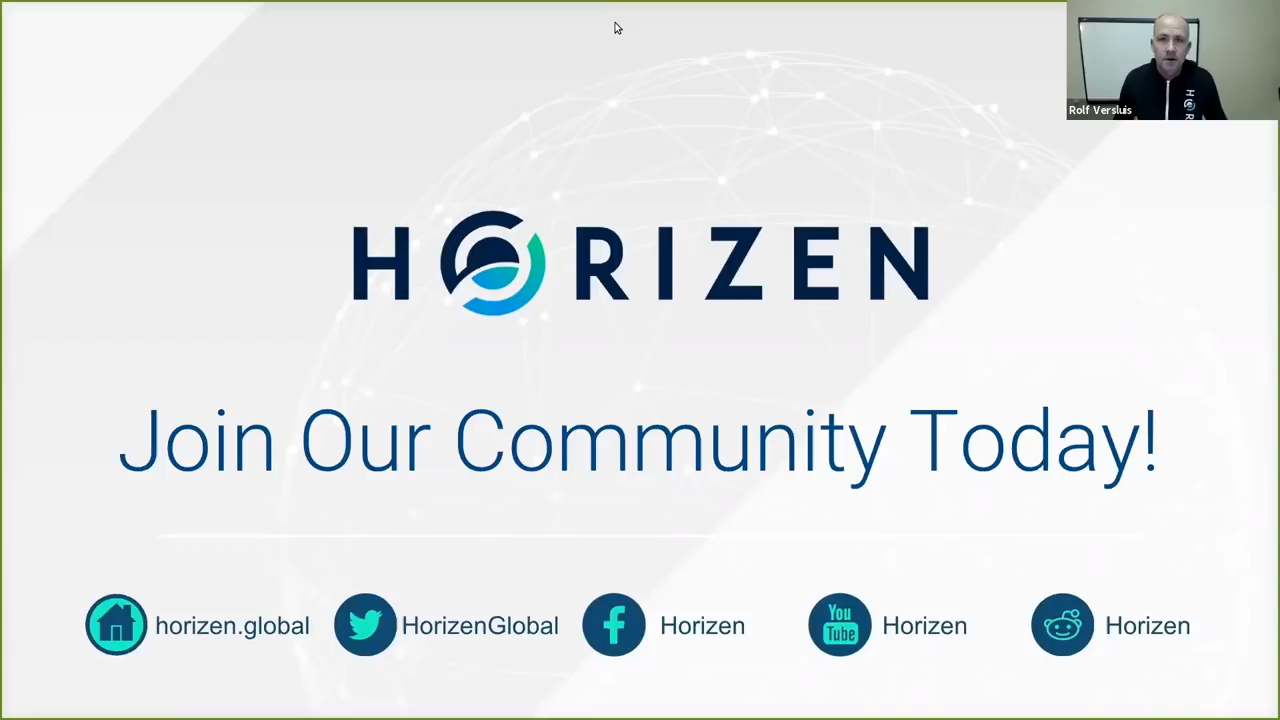 Rolf Versluis
HORIZEN
Join Our Community Today!
horizen.global
HorizenGlobal
Horizen
You
Tube
Horizen
Horizen